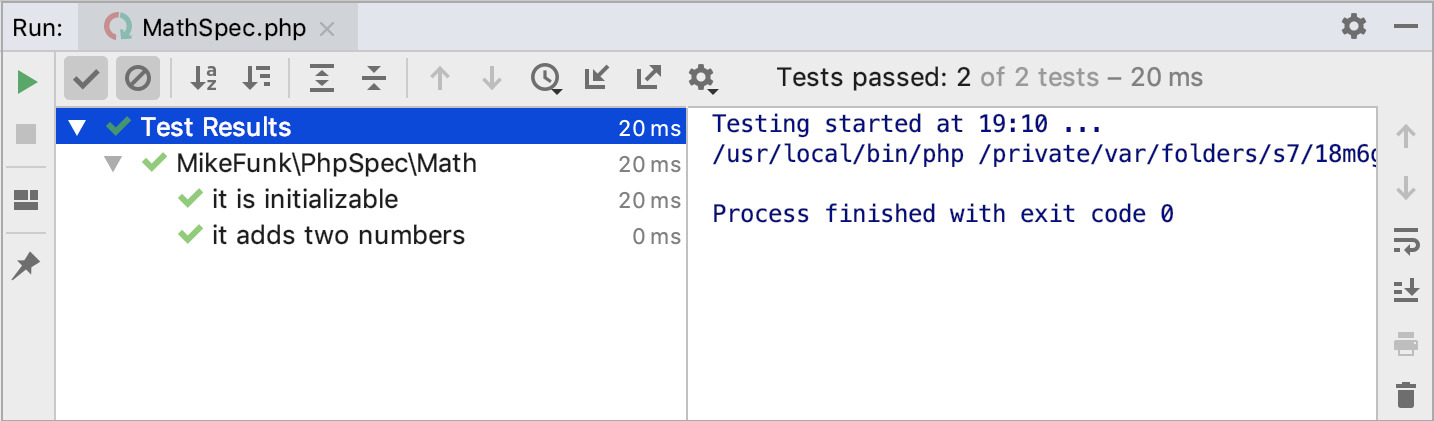 Run: MathSpec.php
Tests passed: 2 of 2 tests – 20 ms
Test Results 20 ms
MikeFunk\PhpSpec\Math 20 ms
it is initializable 20 ms
it adds two numbers 0 ms
Testing started at 19:10 ...
/usr/local/bin/php /private/var/folders/s7/18m6g
Process finished with exit code 0